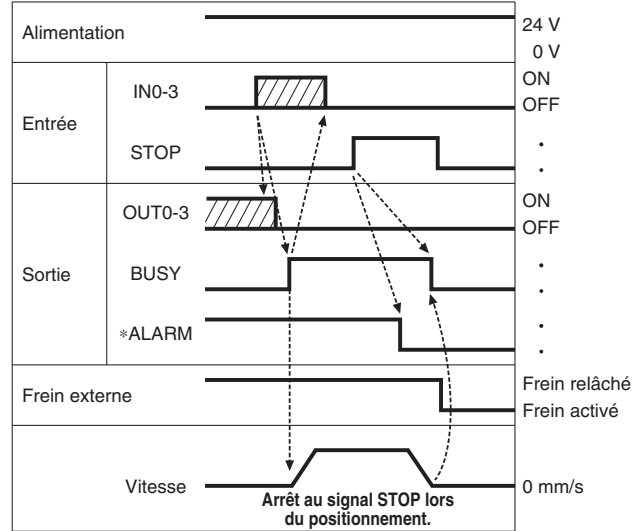 Alimentation
24 V
0 V
Entrée
IN0-3
ON
OFF
STOP
Sortie
OUT0-3
ON
OFF
BUSY
*ALARM
Frein externe
Frein relâché
Frein activé
Vitesse
0 mm/s
Arrêt au signal STOP lors
du positionnement.